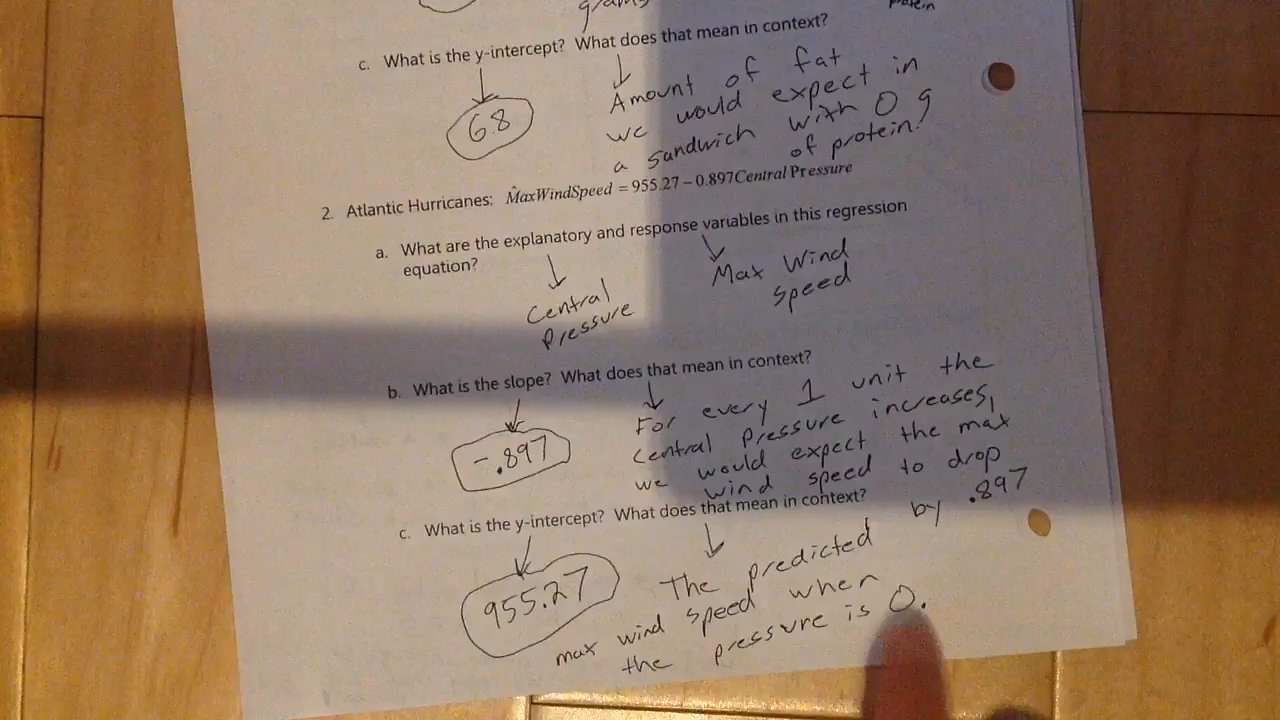 grams
protein
c. What is the y-intercept? What does that mean in context?
6.8
Amount of fat
we would expect in
a sandwich with 0 g
of protein.
2. Atlantic Hurricanes: M̂axWindSpeed = 955.27 − 0.897Central Pressure
a. What are the explanatory and response variables in this regression
equation?
Central
Pressure
Max Wind
Speed
b. What is the slope? What does that mean in context?
-.897
For every 1 unit the
central pressure increases,
we would expect the max
wind speed to drop
by .897
c. What is the y-intercept? What does that mean in context?
955.27
The predicted
max wind speed when
the pressure is 0.